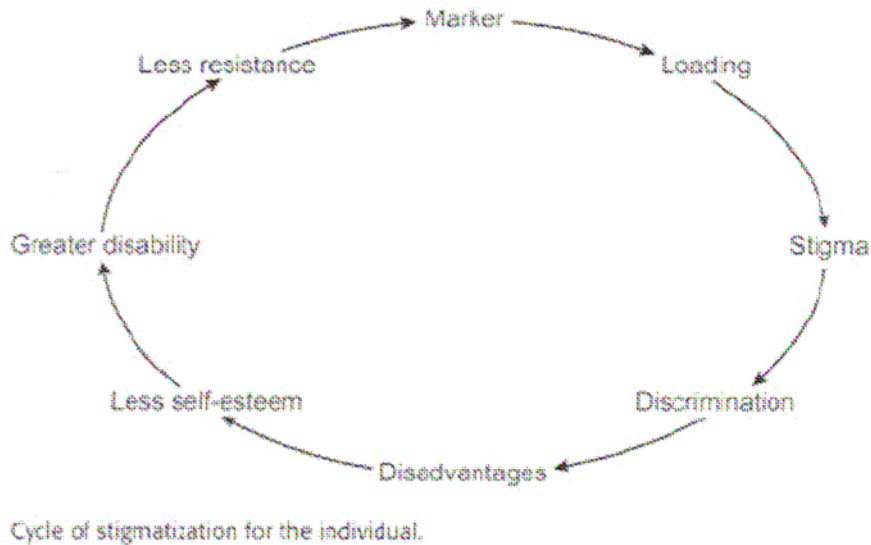 Marker
Less resistance
Loading
Greater disability
Stigma
Less self-esteem
Discrimination
Disadvantages
Cycle of stigmatization for the individual.